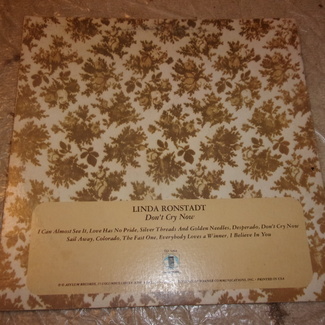 LINDA RONSTADT
Don't Cry Now
I Can Almost See It, Love Has No Pride, Silver Threads And Golden Needles, Desperado, Don't Cry Now
Sail Away, Colorado, The Fast One, Everybody Loves a Winner, I Believe In You